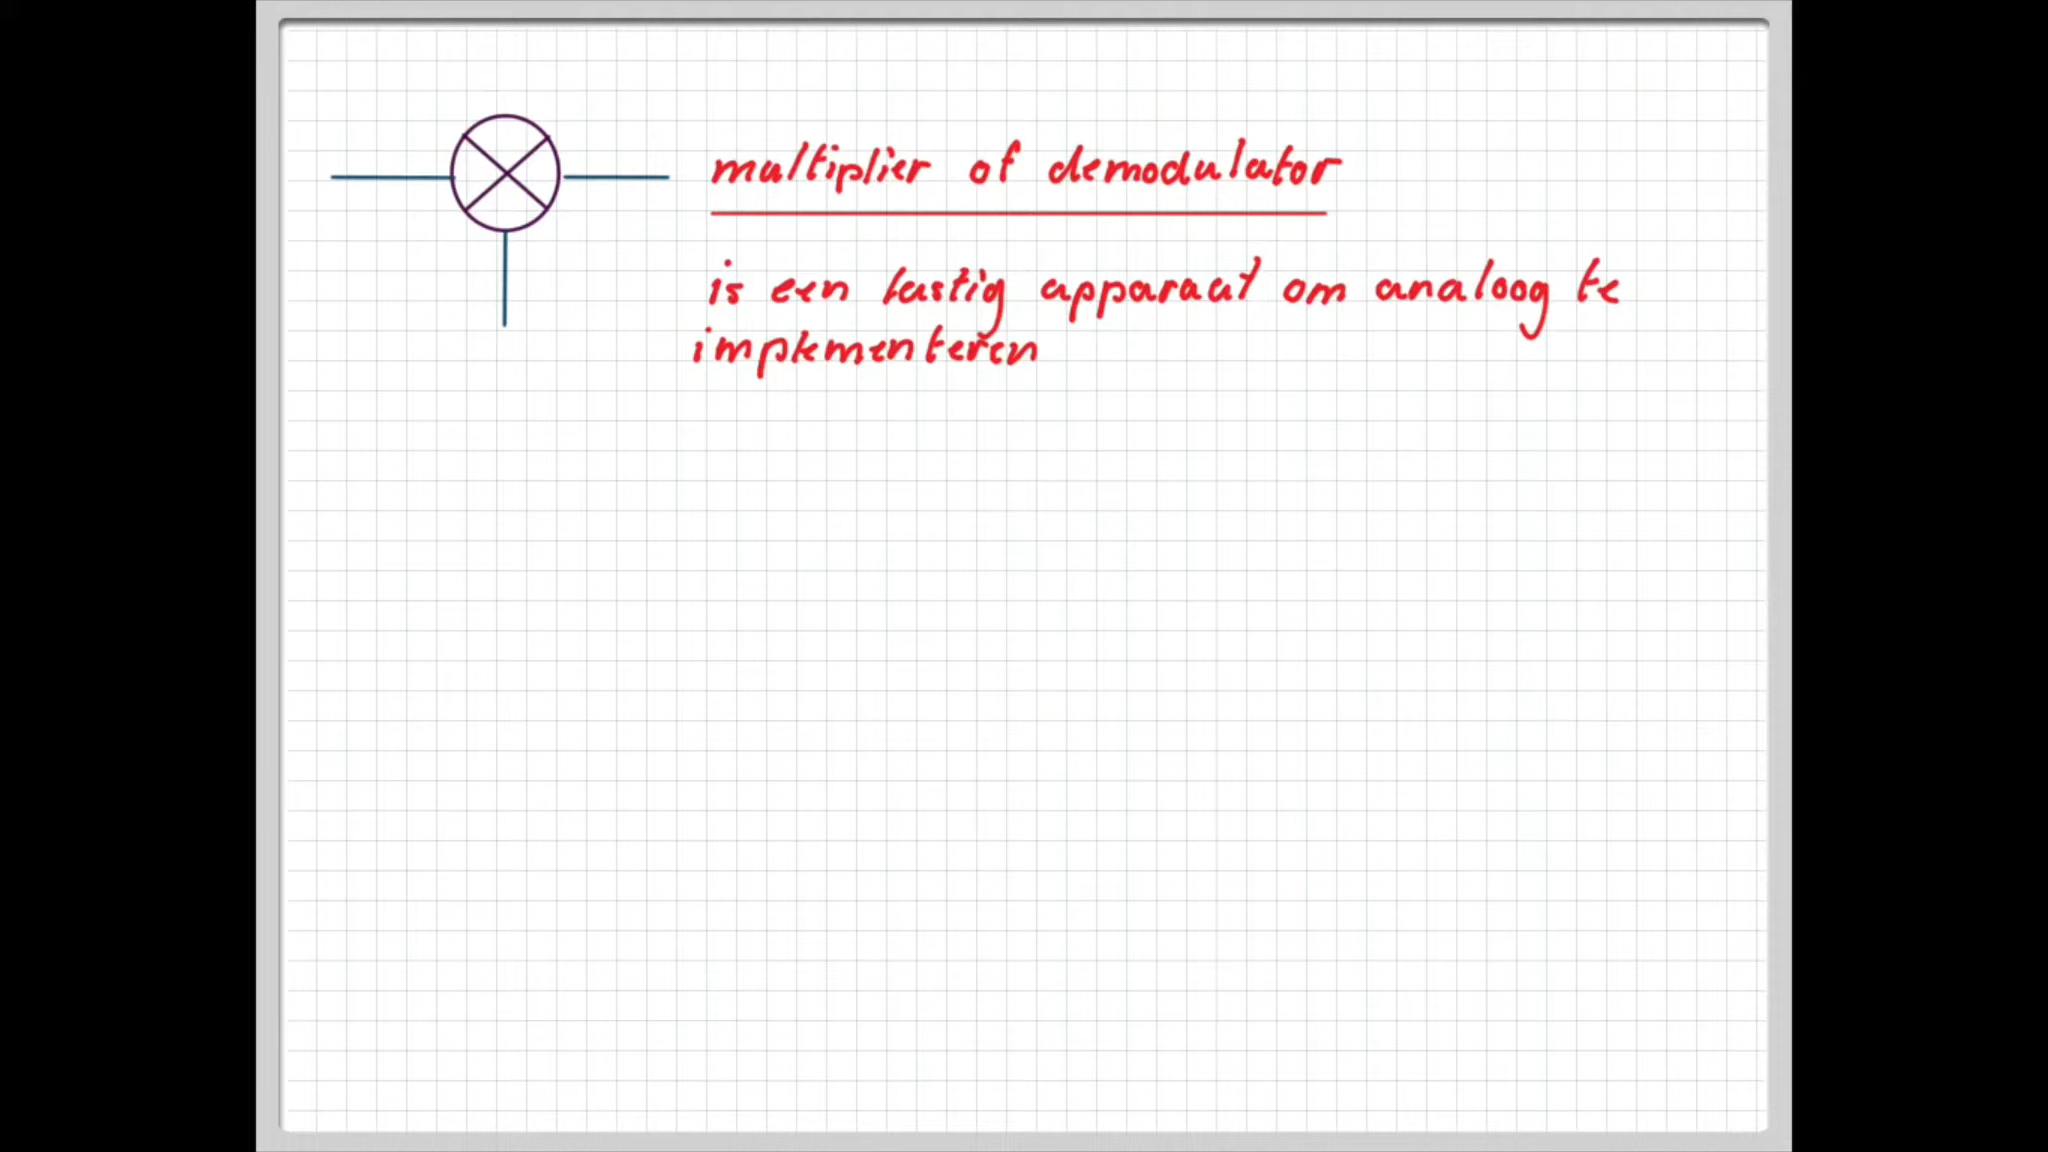 multiplier of demodulator
is een lastig apparaat om analoog te
implementeren